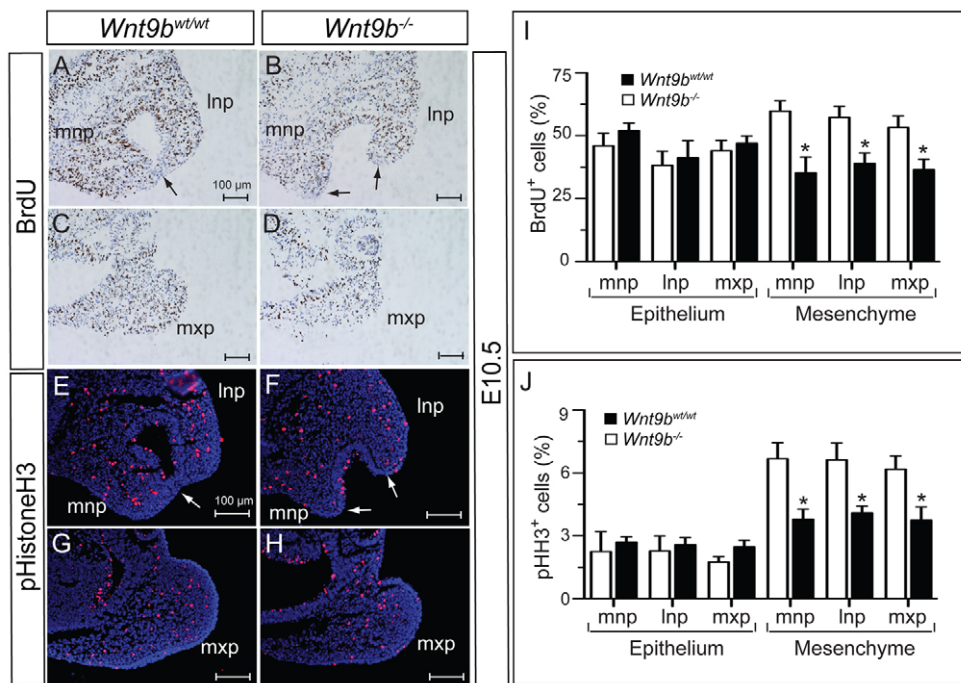 Wnt9b^wt/wt Wnt9b^-/-
BrdU
A
mnp
lnp
100 µm
B
mnp
lnp
C
D
mxp
mxp
pHistoneH3
E
lnp
mnp
100 µm
F
lnp
mnp
G
mxp
H
mxp
E10.5
I
BrdU⁺ cells (%)
75
50
25
0
Wnt9b^wt/wt
Wnt9b^-/-
* * *
mnp lnp mxp mnp lnp mxp
Epithelium Mesenchyme
J
pHH3⁺ cells (%)
9
6
3
0
Wnt9b^wt/wt
Wnt9b^-/-
* * *
mnp lnp mxp mnp lnp mxp
Epithelium Mesenchyme